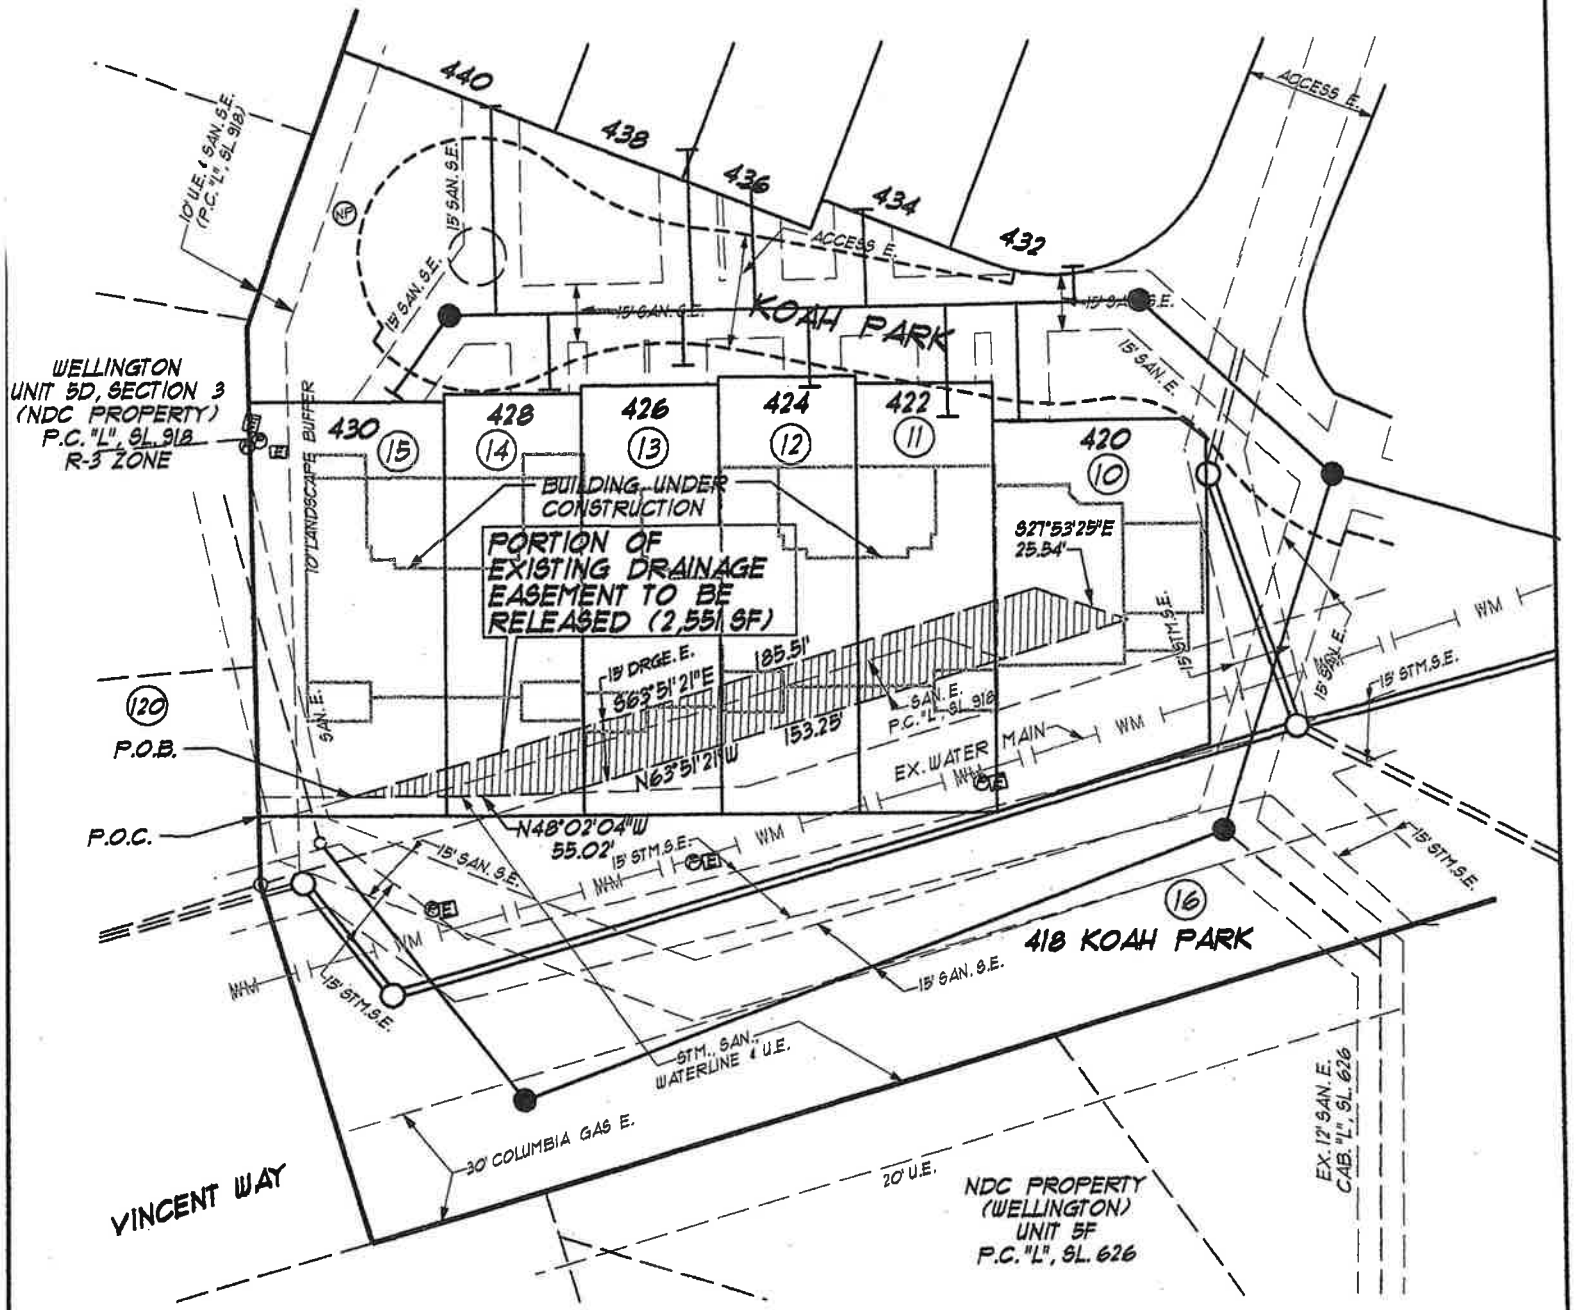 440
438
436
434
432
ACCESS E.
10' U.E. & SAN. S.E.
(P.C. "L", SL 918)
15' SAN. S.E.
NP
ACCESS E.
15' SAN. S.E.
15' SAN. S.E.
KOAH PARK
15' SAN. S.E.
15' SAN. E.
WELLINGTON
UNIT 5D, SECTION 3
(NDC PROPERTY)
P.C. "L", SL. 918
R-3 ZONE
10' LANDSCAPE BUFFER
430
15
428
14
426
13
424
12
422
11
420
10
E
E
BUILDING UNDER
CONSTRUCTION
PORTION OF
EXISTING DRAINAGE
EASEMENT TO BE
RELEASED (2,551 SF)
S27°53'25"E
25.54'
15' STM.S.E.
WM
15' SAN. E.
15' STM.S.E.
15' DRGE. E.
S63°51'21"E
185.51'
SAN. E.
P.C. "L", SL 918
153.25'
N63°51'21"W
SAN. E.
120
P.O.B.
EX. WATER MAIN
WM
WM
E
P.O.C.
N48°02'04"W
55.02'
15' STM.S.E.
WM
E
15' SAN. S.E.
WM
E
WM
WM
15' STM.S.E.
15' STM.S.E.
16
418 KOAH PARK
15' SAN. S.E.
STM., SAN.,
WATERLINE & U.E.
30' COLUMBIA GAS E.
20' U.E.
EX. 12' SAN. E.
CAB. "L", SL. 626
VINCENT WAY
NDC PROPERTY
(WELLINGTON)
UNIT 5F
P.C. "L", SL. 626